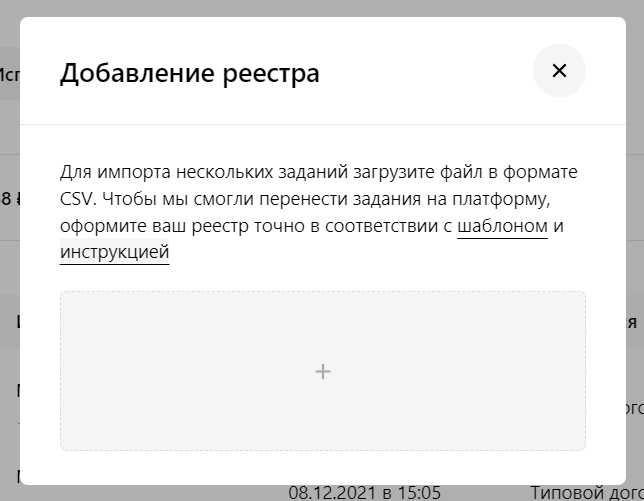 Добавление реестра
Для импорта нескольких заданий загрузите файл в формате
CSV. Чтобы мы смогли перенести задания на платформу,
оформите ваш реестр точно в соответствии с шаблоном и
инструкцией
08.12.2021 в 15:05
Типовой дого